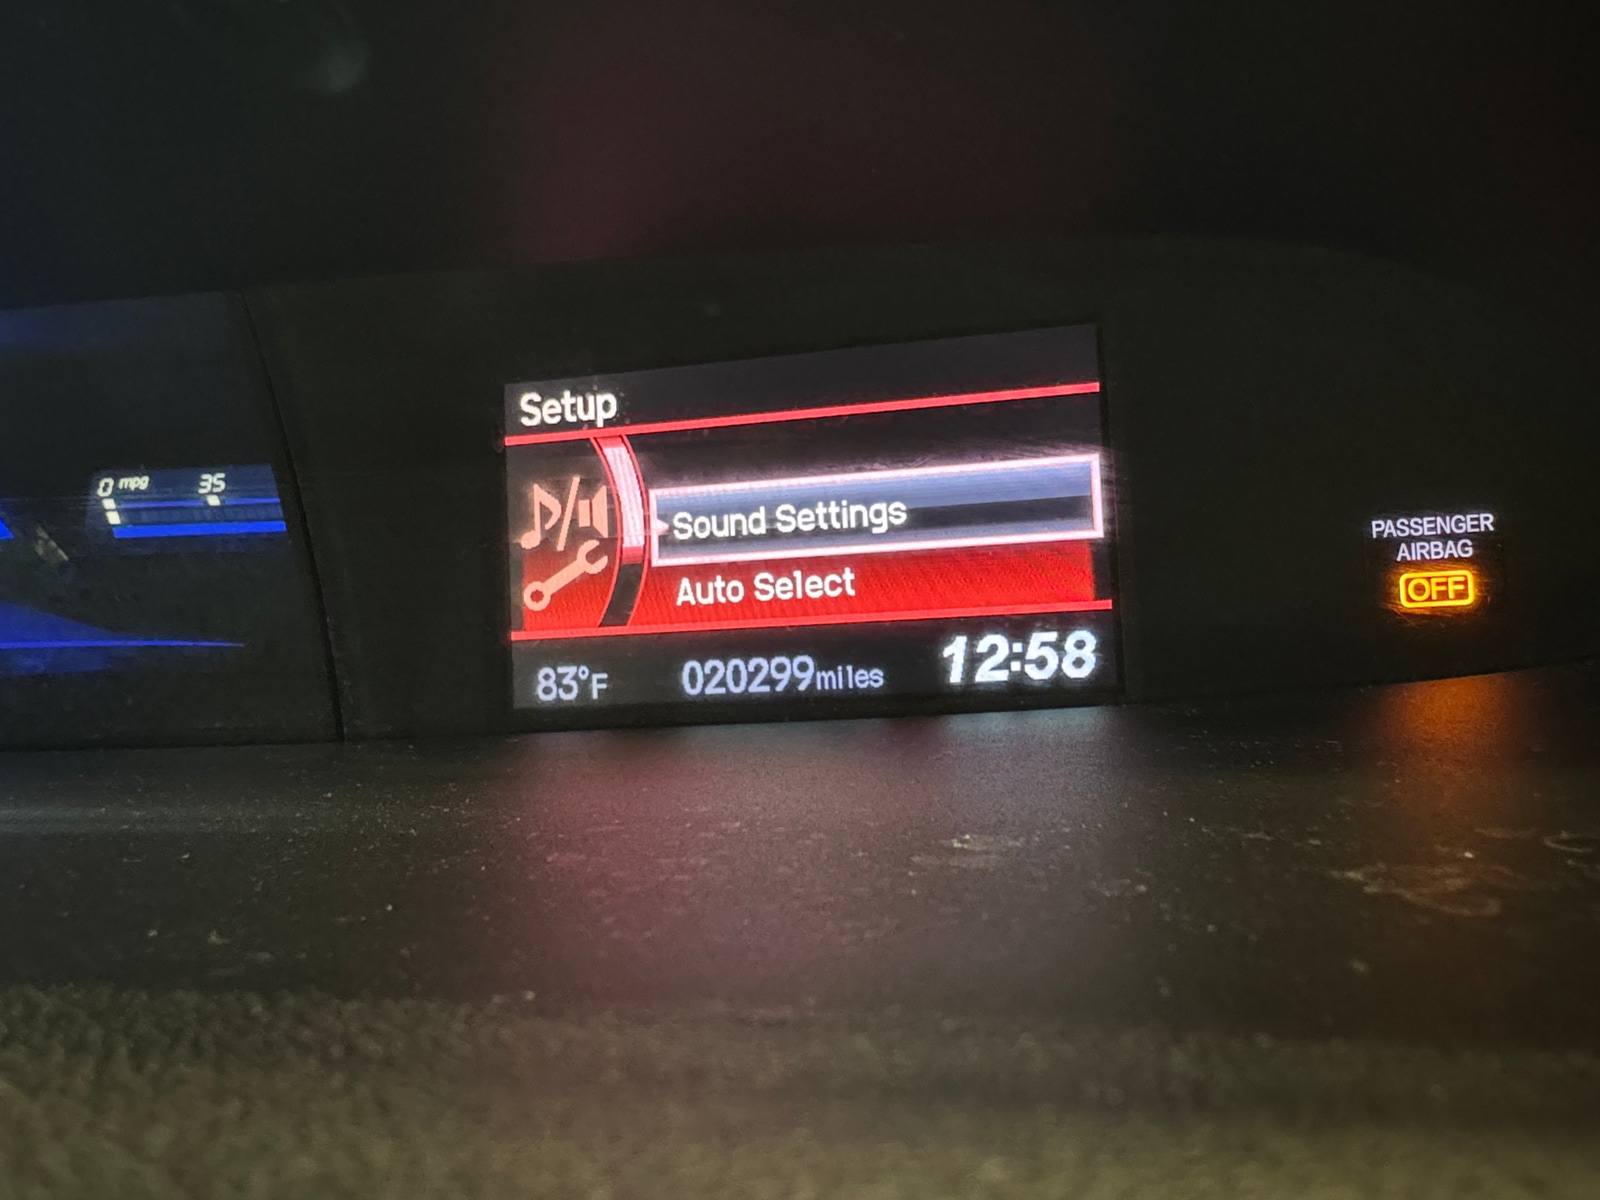 Setup
0 mpg 35
Sound Settings
Auto Select
83°F 020299miles 12:58
PASSENGER
AIRBAG
OFF